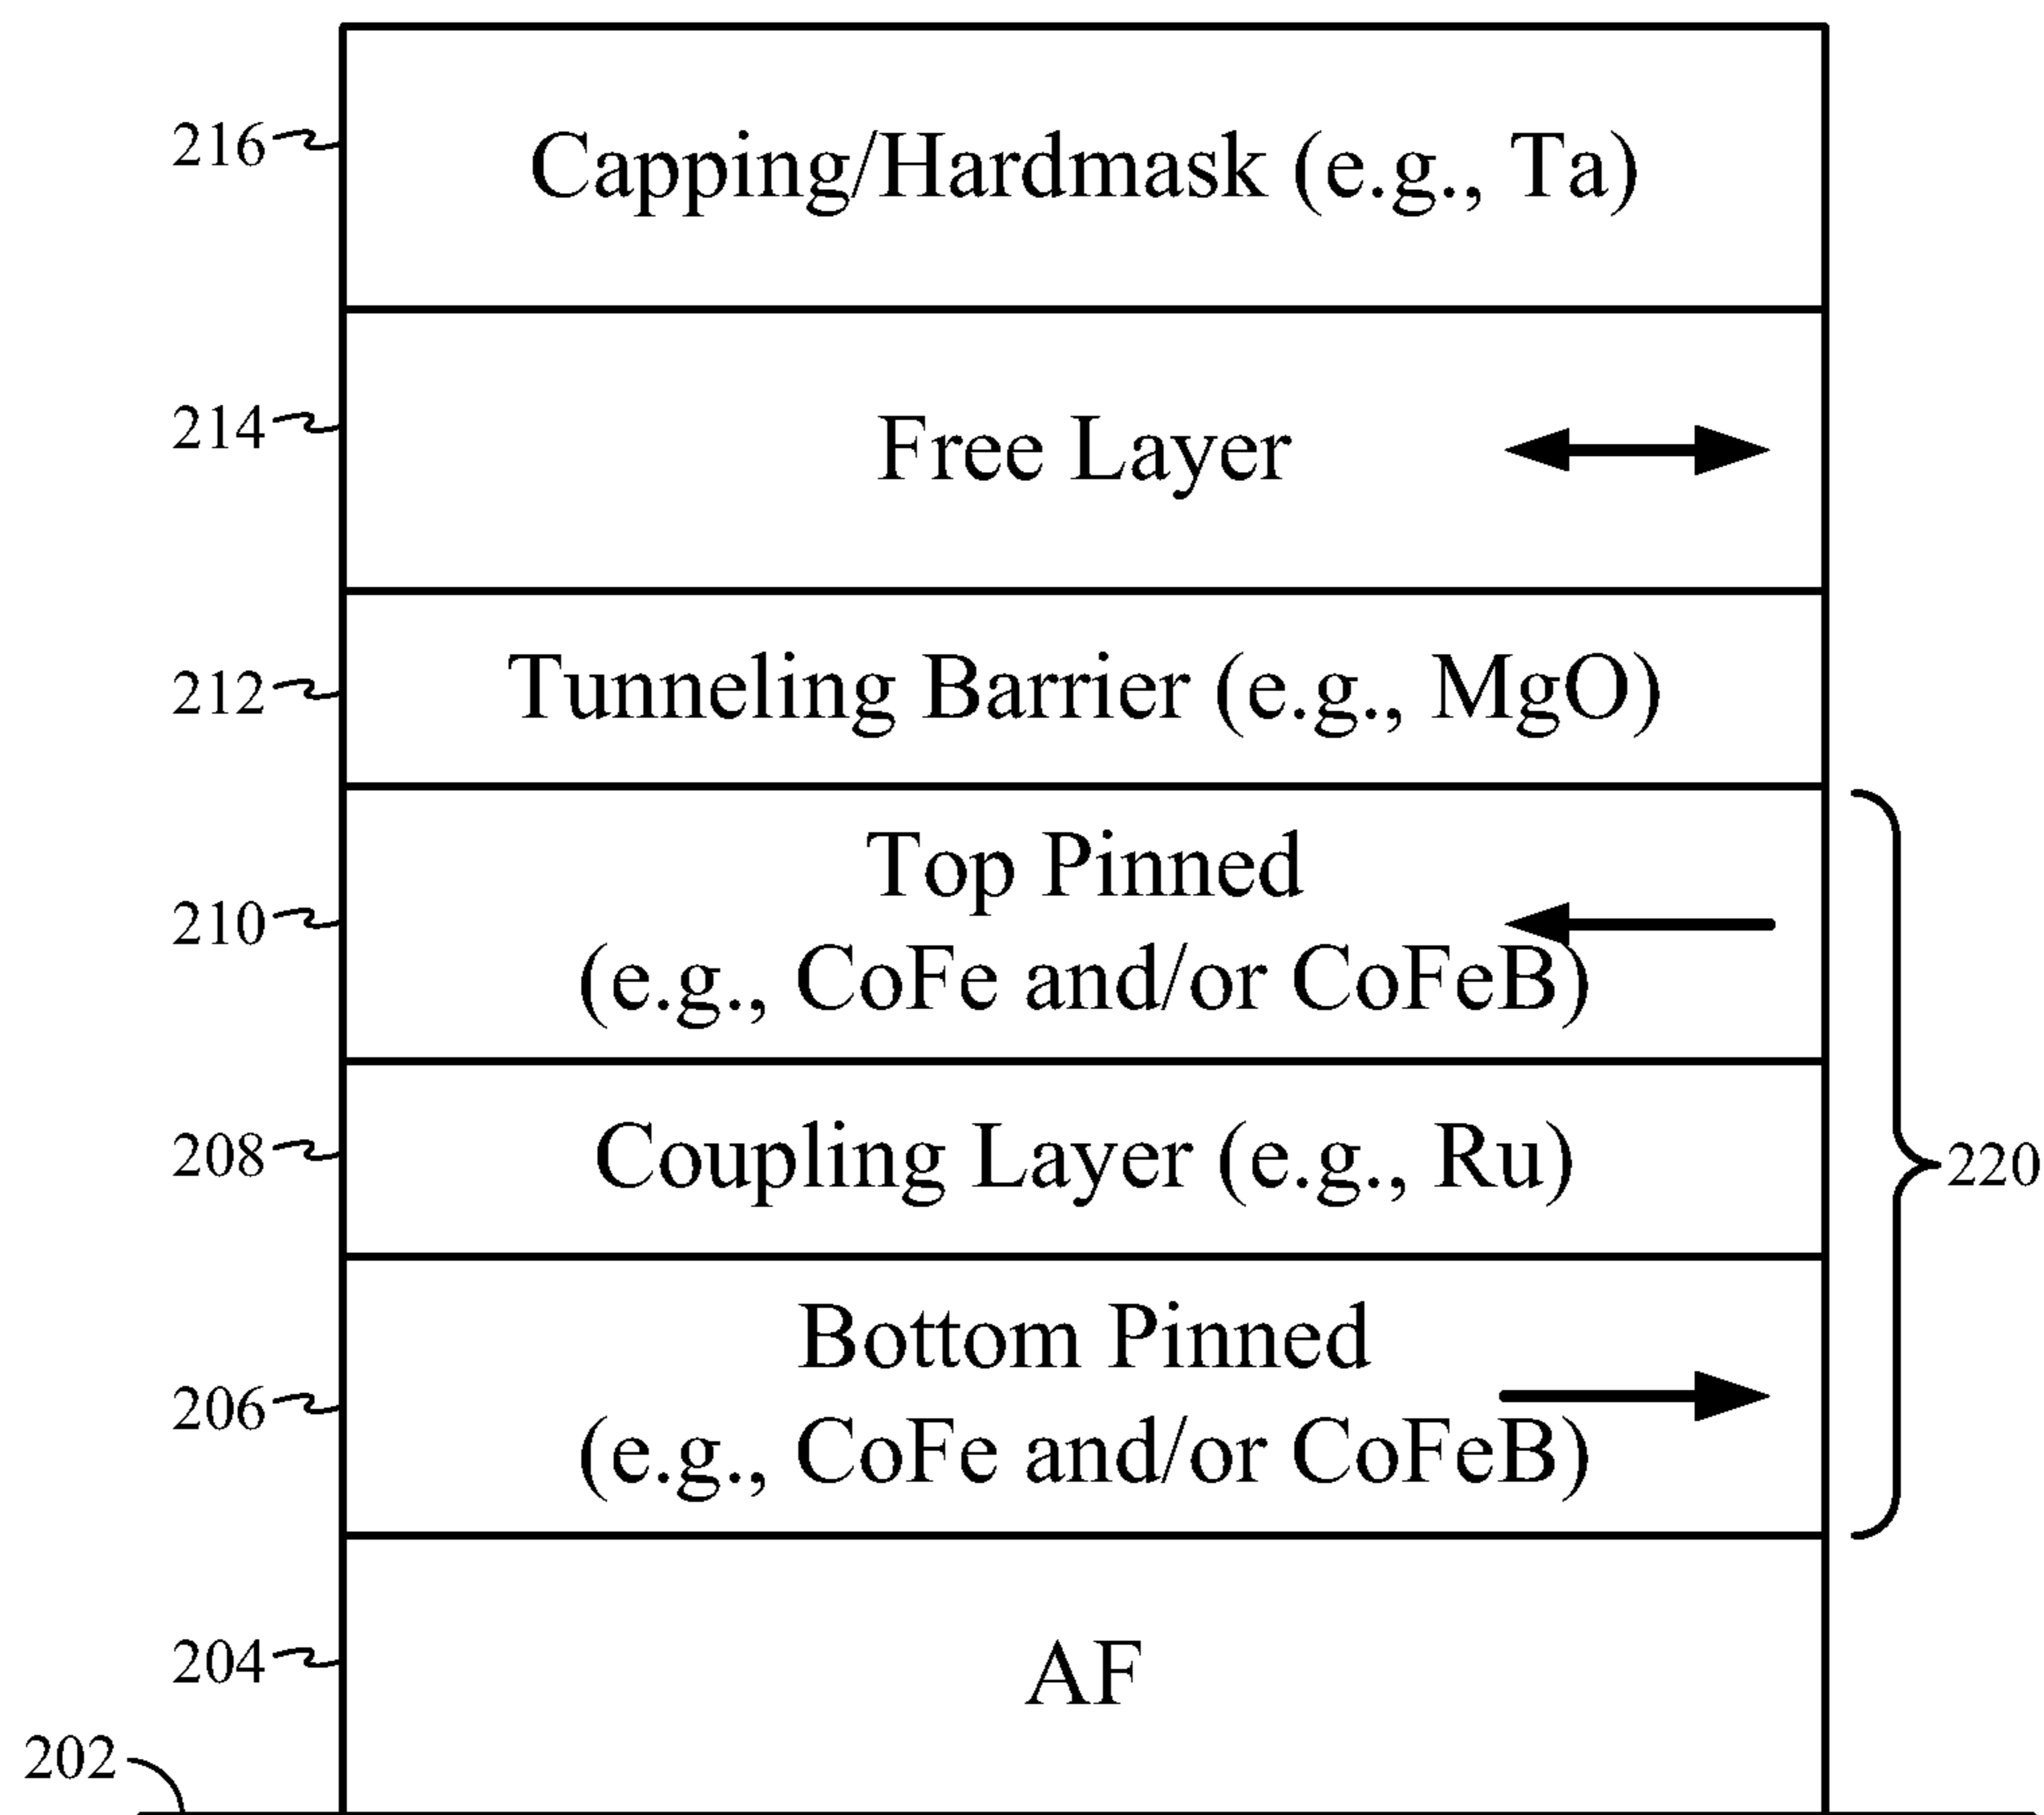 216
Capping/Hardmask (e.g., Ta)
214
Free Layer
212
Tunneling Barrier (e.g., MgO)
210
Top Pinned
(e.g., CoFe and/or CoFeB)
208
Coupling Layer (e.g., Ru)
220
206
Bottom Pinned
(e.g., CoFe and/or CoFeB)
204
AF
202